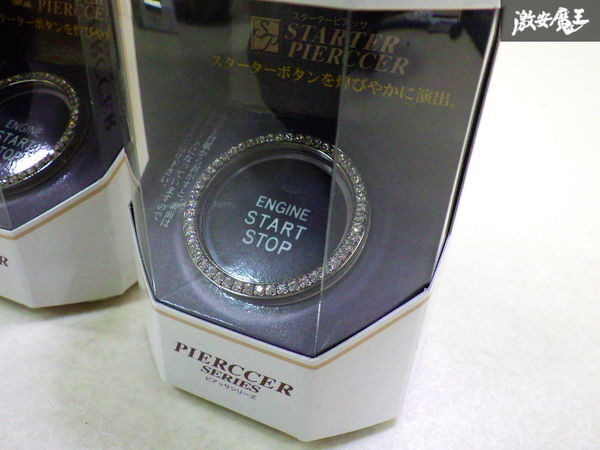 激安魔王
PIERCCER
スターターピアッサ
STARTER
PIERCCER
スターターボタンを煌びやかに演出。
ENGINE
START
STOP
ENGINE
START
STOP
PIERCCER
SERIES
ピアッサシリーズ